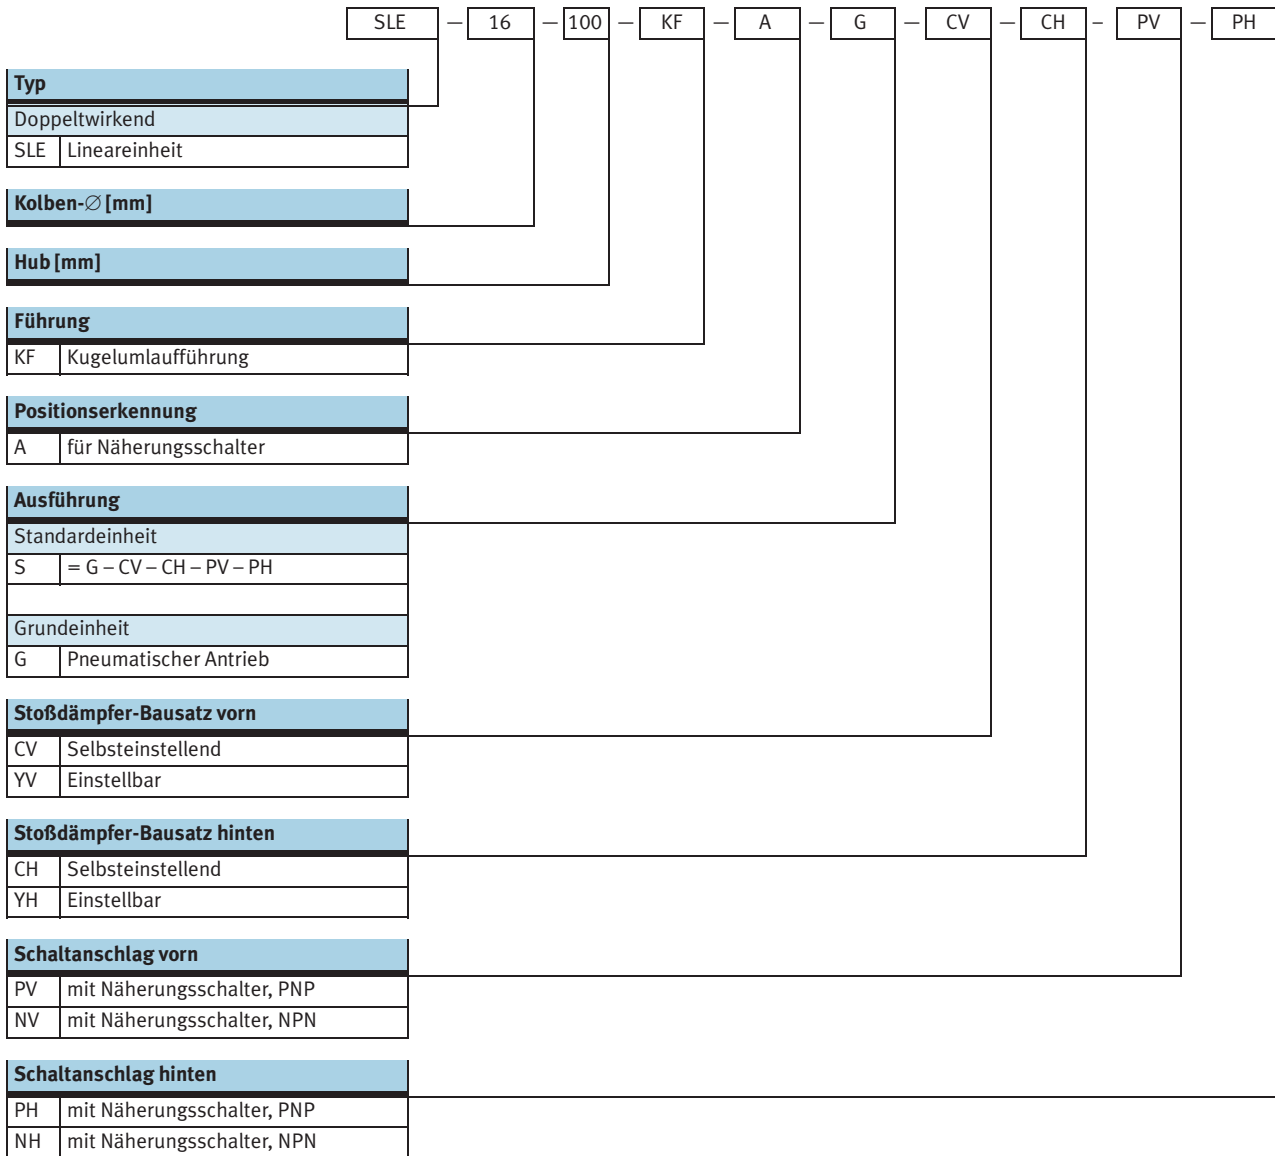 SLE — 16 — 100 — KF — A — G — CV — CH – PV — PH
Typ
Doppeltwirkend
SLE Lineareinheit
Kolben-∅ [mm]
Hub [mm]
Führung
KF Kugelumlaufführung
Positionserkennung
A für Näherungsschalter
Ausführung
Standardeinheit
S = G – CV – CH – PV – PH
Grundeinheit
G Pneumatischer Antrieb
Stoßdämpfer-Bausatz vorn
CV Selbsteinstellend
YV Einstellbar
Stoßdämpfer-Bausatz hinten
CH Selbsteinstellend
YH Einstellbar
Schaltanschlag vorn
PV mit Näherungsschalter, PNP
NV mit Näherungsschalter, NPN
Schaltanschlag hinten
PH mit Näherungsschalter, PNP
NH mit Näherungsschalter, NPN